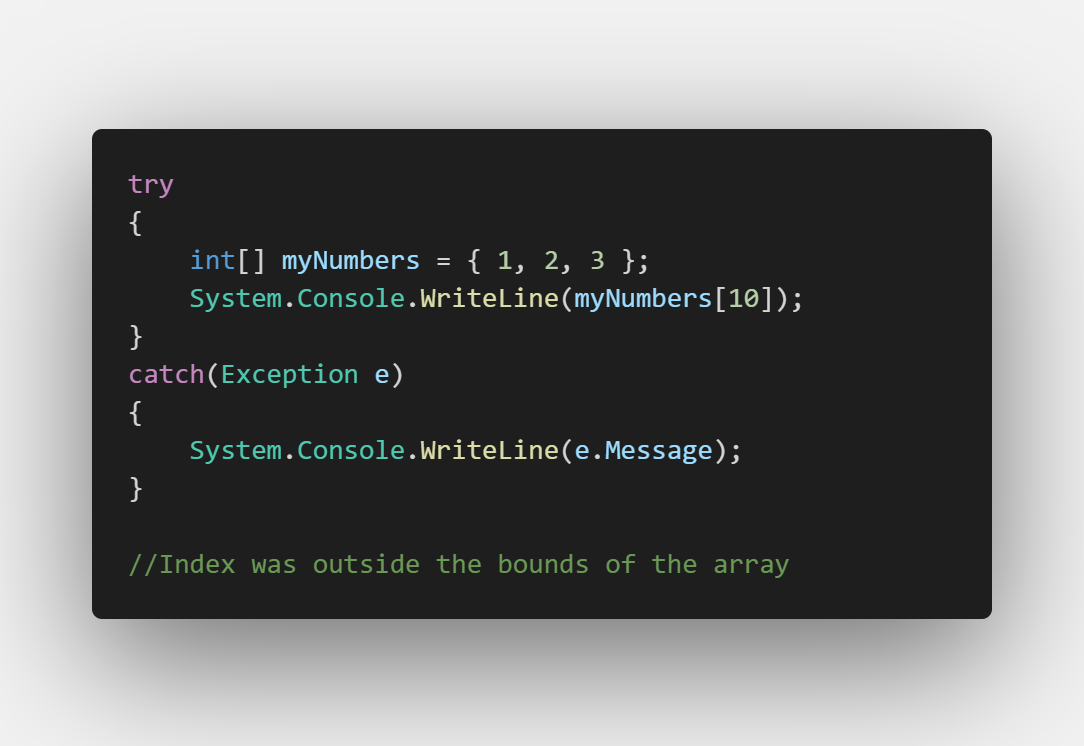 try
{
    int[] myNumbers = { 1, 2, 3 };
    System.Console.WriteLine(myNumbers[10]);
}
catch(Exception e)
{
    System.Console.WriteLine(e.Message);
}
//Index was outside the bounds of the array